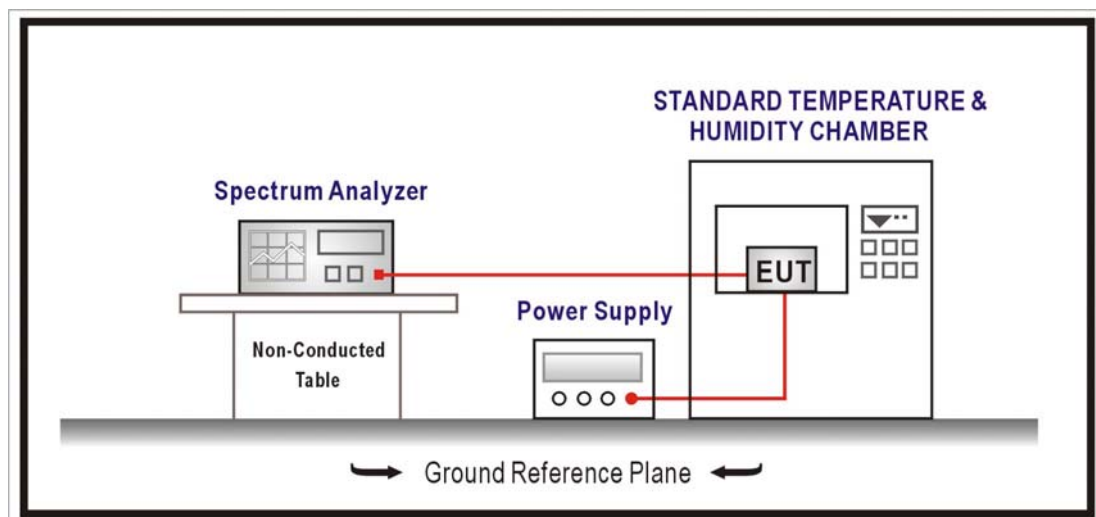 STANDARD TEMPERATURE &
HUMIDITY CHAMBER
Spectrum Analyzer
EUT
Power Supply
Non-Conducted
Table
Ground Reference Plane